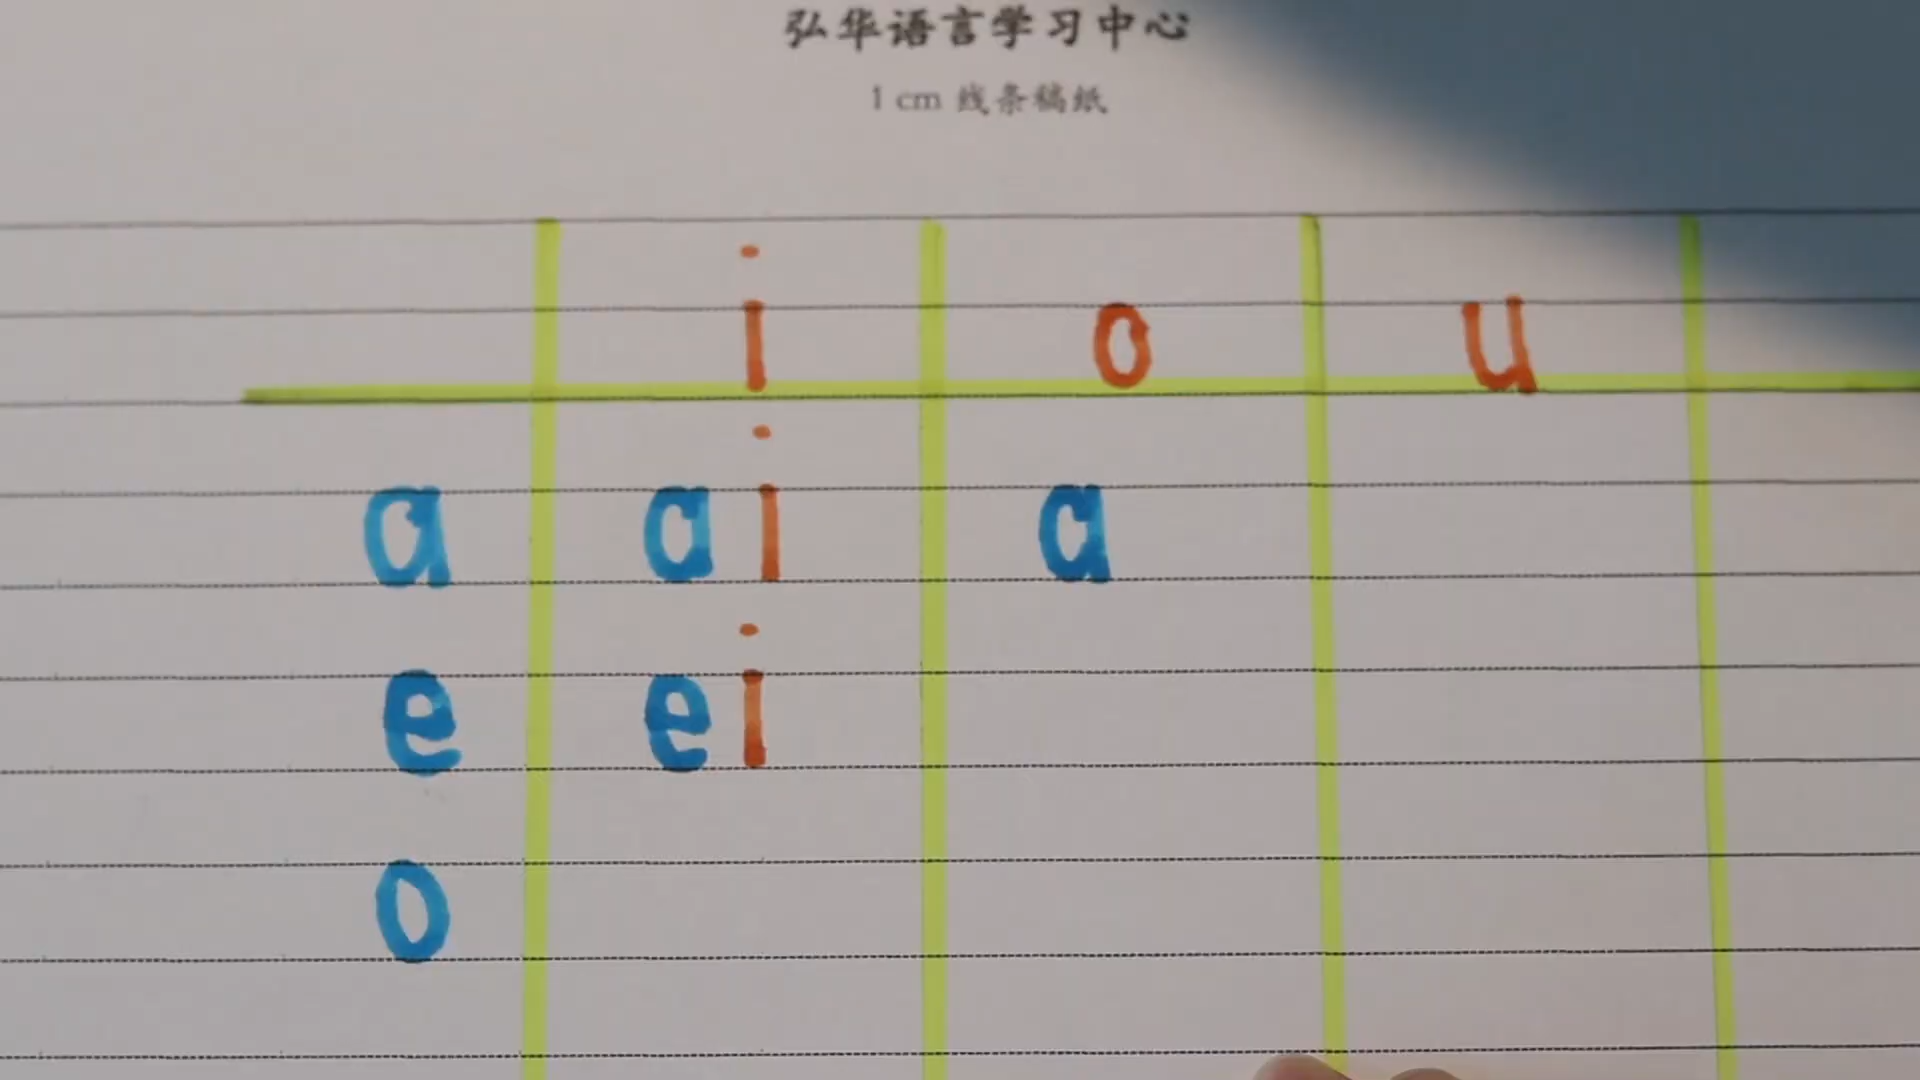 弘华语言学习中心
1 cm 线条稿纸
i o u
a ai a
e ei
o